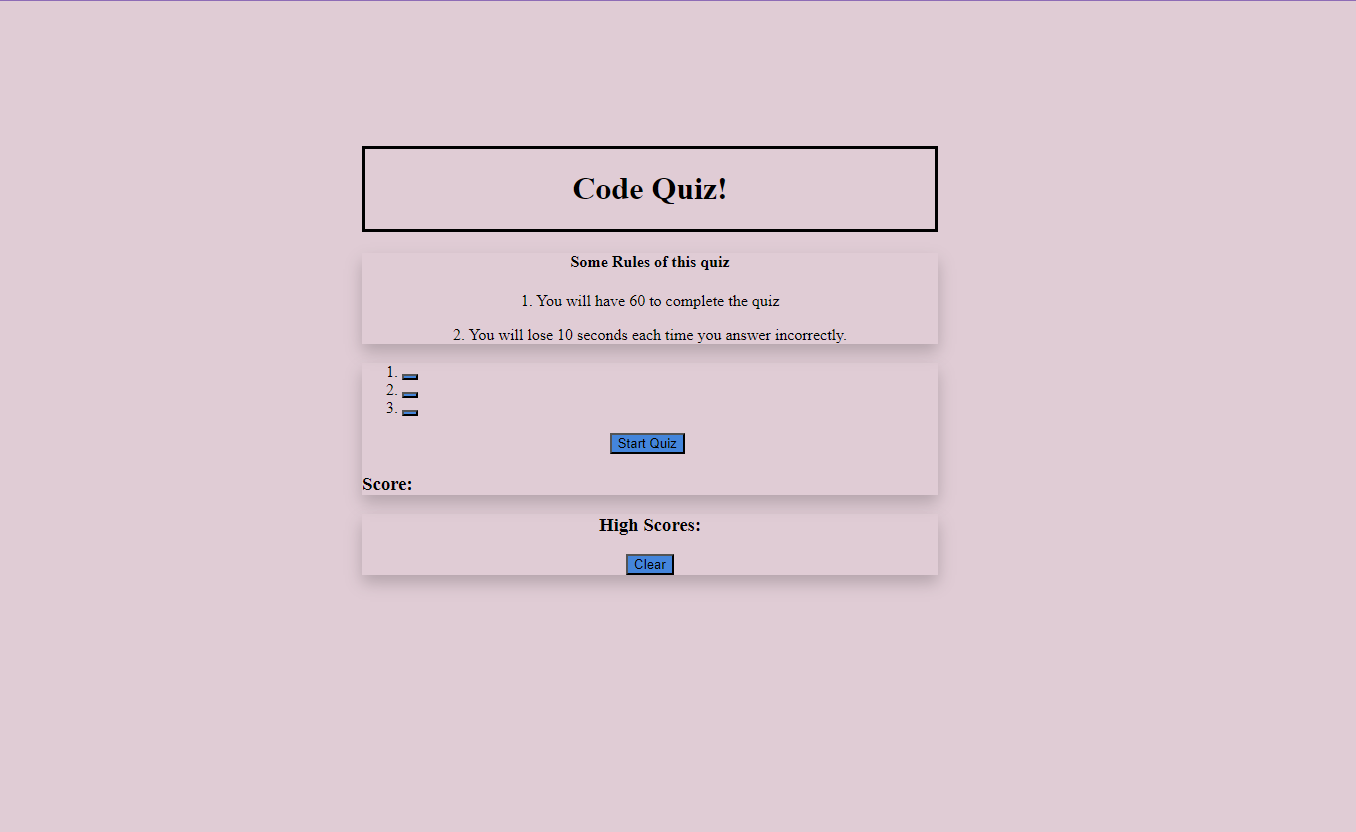 Code Quiz!
Some Rules of this quiz
1. You will have 60 to complete the quiz
2. You will lose 10 seconds each time you answer incorrectly.
1.
2.
3.
Start Quiz
Score:
High Scores:
Clear